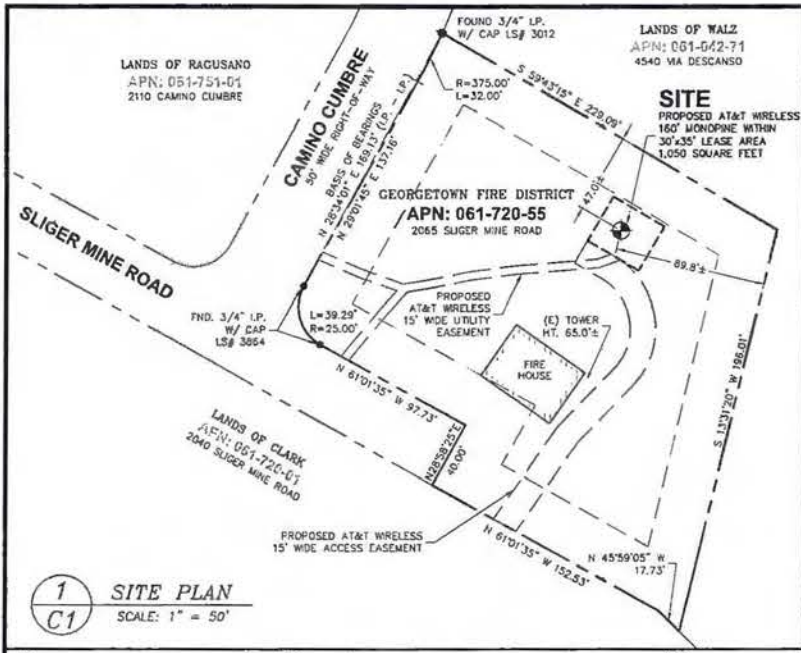 FOUND 3/4" I.P.
W/ CAP LS# 3012
LANDS OF WALZ
APN: 061-042-71
4540 VIA DESCANSO
LANDS OF RAGUSANO
APN: 061-751-01
2110 CAMINO CUMBRE
R=375.00'
L=32.00'
S 59°43'15" E 229.09'
SITE
PROPOSED AT&T WIRELESS
160' MONOPINE WITHIN
30'x35' LEASE AREA
1,050 SQUARE FEET
CAMINO CUMBRE
50' WIDE RIGHT-OF-WAY
BASIS OF BEARINGS
N 28°34'01" E 169.13' (I.P. - I.P.)
N 29°01'45" E 137.16'
47.0'±
GEORGETOWN FIRE DISTRICT
APN: 061-720-55
2065 SLIGER MINE ROAD
89.8'±
SLIGER MINE ROAD
PROPOSED
AT&T WIRELESS
15' WIDE UTILITY
EASEMENT
(E) TOWER
HT. 65.0'±
FND. 3/4" I.P.
W/ CAP
LS# 3864
L=39.29'
R=25.00'
FIRE
HOUSE
S 13°31'20" W 196.01'
N 61°01'35" W 97.73'
N28°58'25"E
40.00'
LANDS OF CLARK
APN: 061-720-01
2040 SLIGER MINE ROAD
PROPOSED AT&T WIRELESS
15' WIDE ACCESS EASEMENT
N 61°01'35" W 152.53'
N 45°59'05" W
17.73'
1
C1
SITE PLAN
SCALE: 1" = 50'